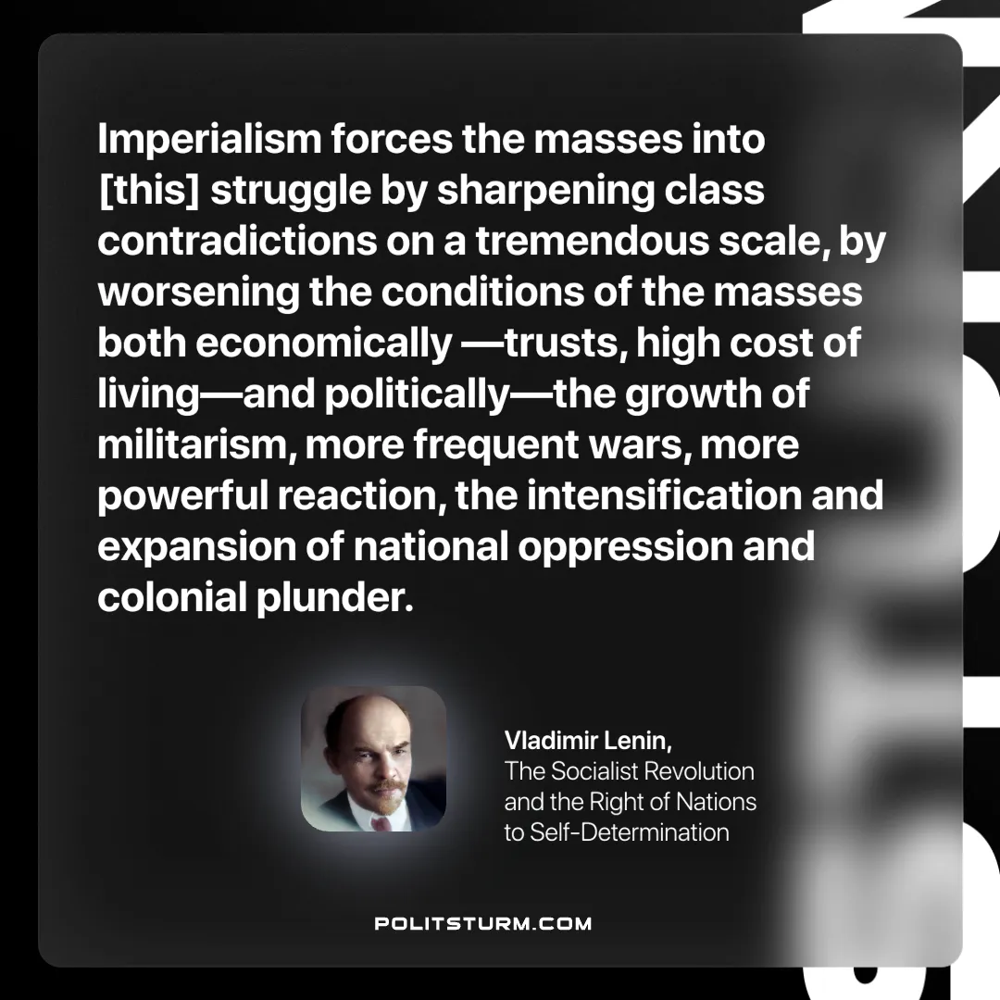 Imperialism forces the masses into
[this] struggle by sharpening class
contradictions on a tremendous scale, by
worsening the conditions of the masses
both economically —trusts, high cost of
living—and politically—the growth of
militarism, more frequent wars, more
powerful reaction, the intensification and
expansion of national oppression and
colonial plunder.
Vladimir Lenin,
The Socialist Revolution
and the Right of Nations
to Self-Determination
POLITSTURM.COM